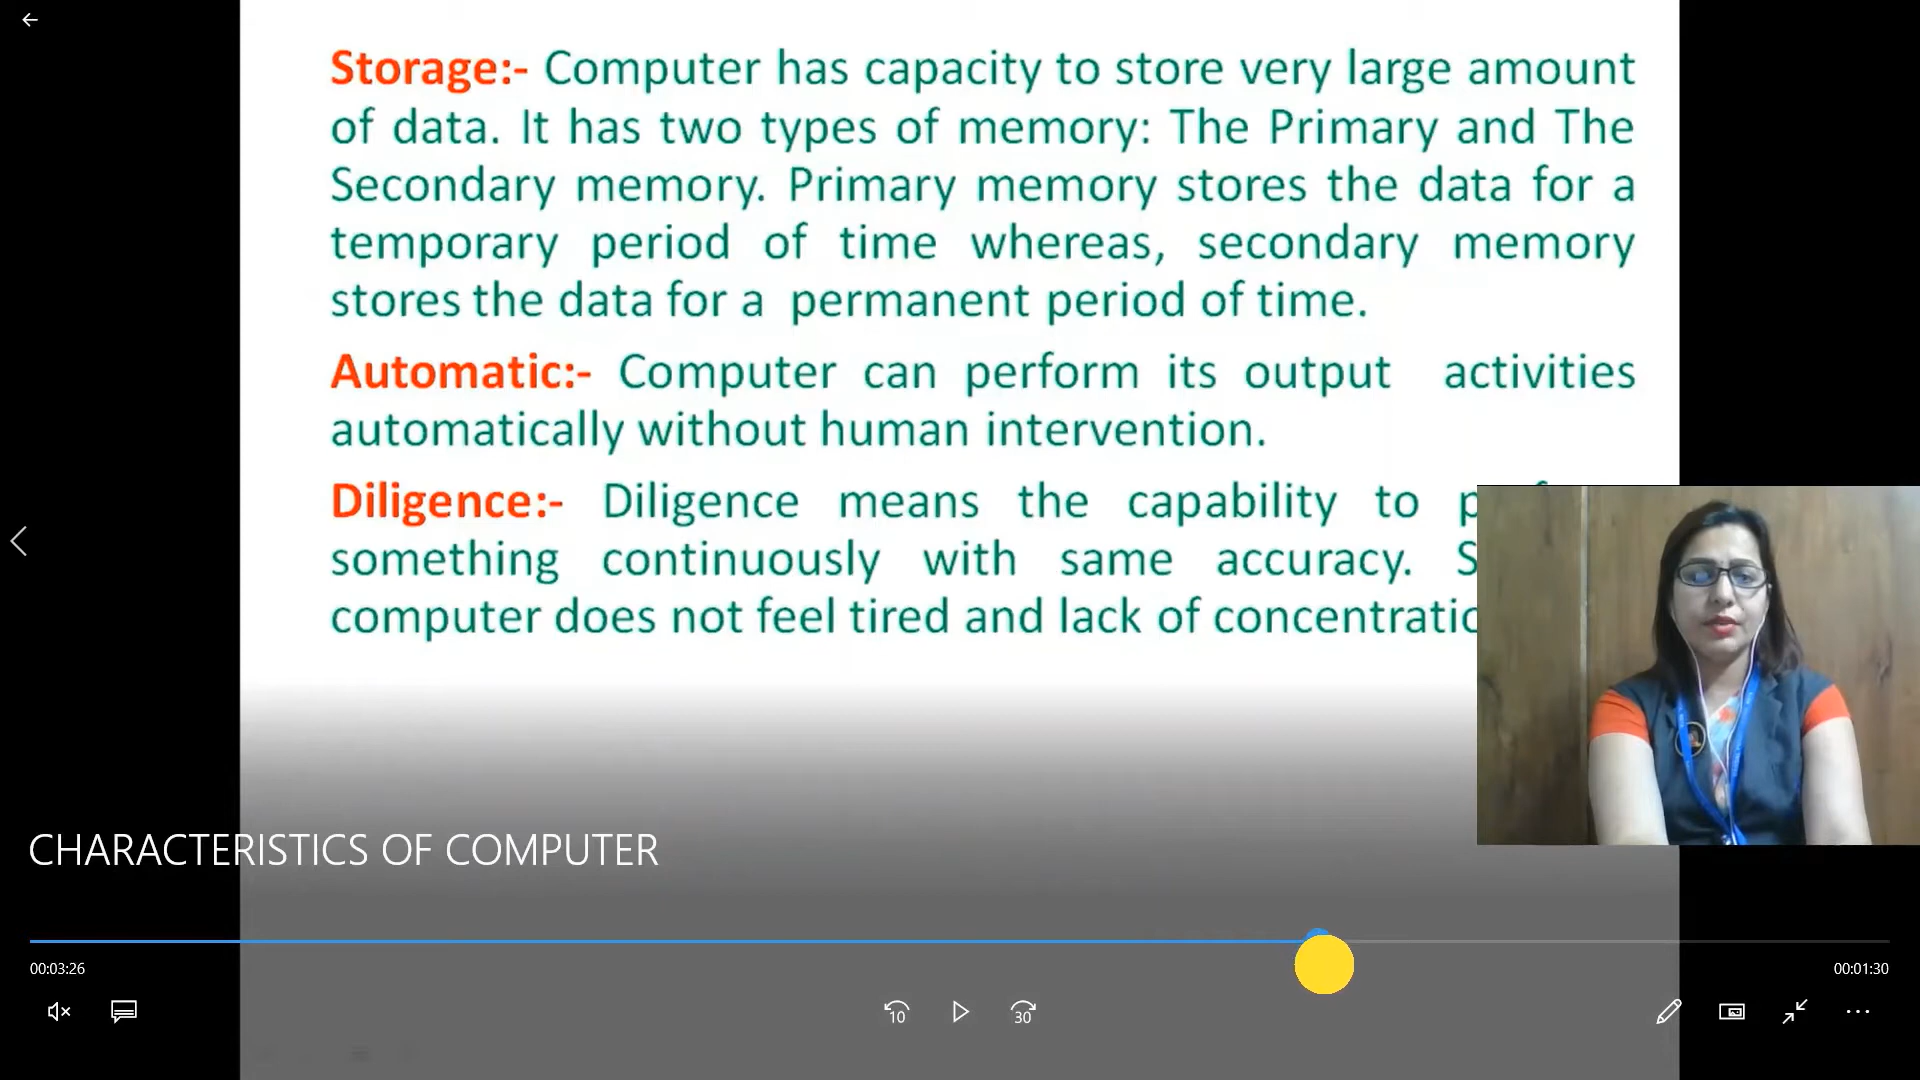 Storage:- Computer has capacity to store very large amount
of data. It has two types of memory: The Primary and The
Secondary memory. Primary memory stores the data for a
temporary period of time whereas, secondary memory
stores the data for a permanent period of time.
Automatic:- Computer can perform its output activities
automatically without human intervention.
Diligence:- Diligence means the capability to
something continuously with same accuracy.
computer does not feel tired and lack of
CHARACTERISTICS OF COMPUTER
00:03:26
00:01:30
10
30